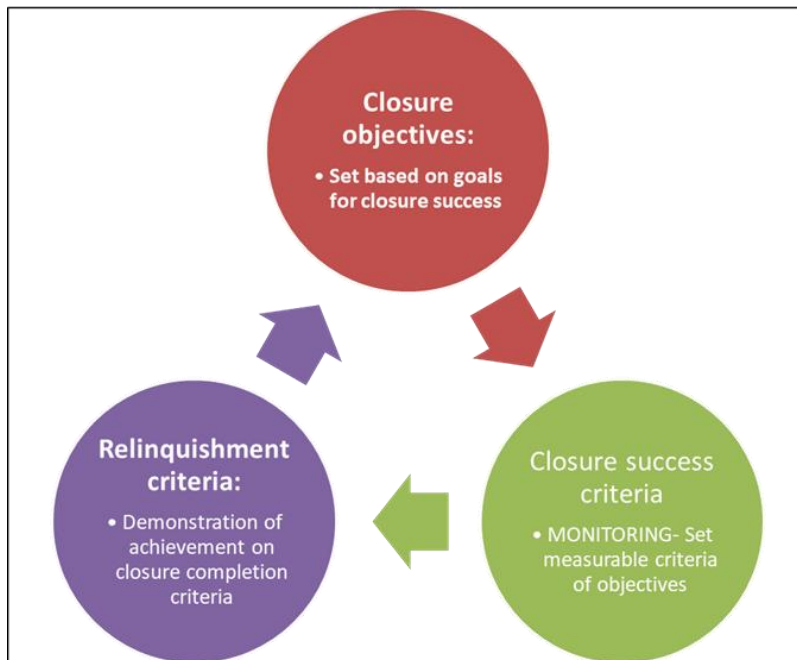 Closure
objectives:
• Set based on goals
for closure success
Closure success
criteria
• MONITORING- Set
measurable criteria
of objectives
Relinquishment
criteria:
• Demonstration of
achievement on
closure completion
criteria